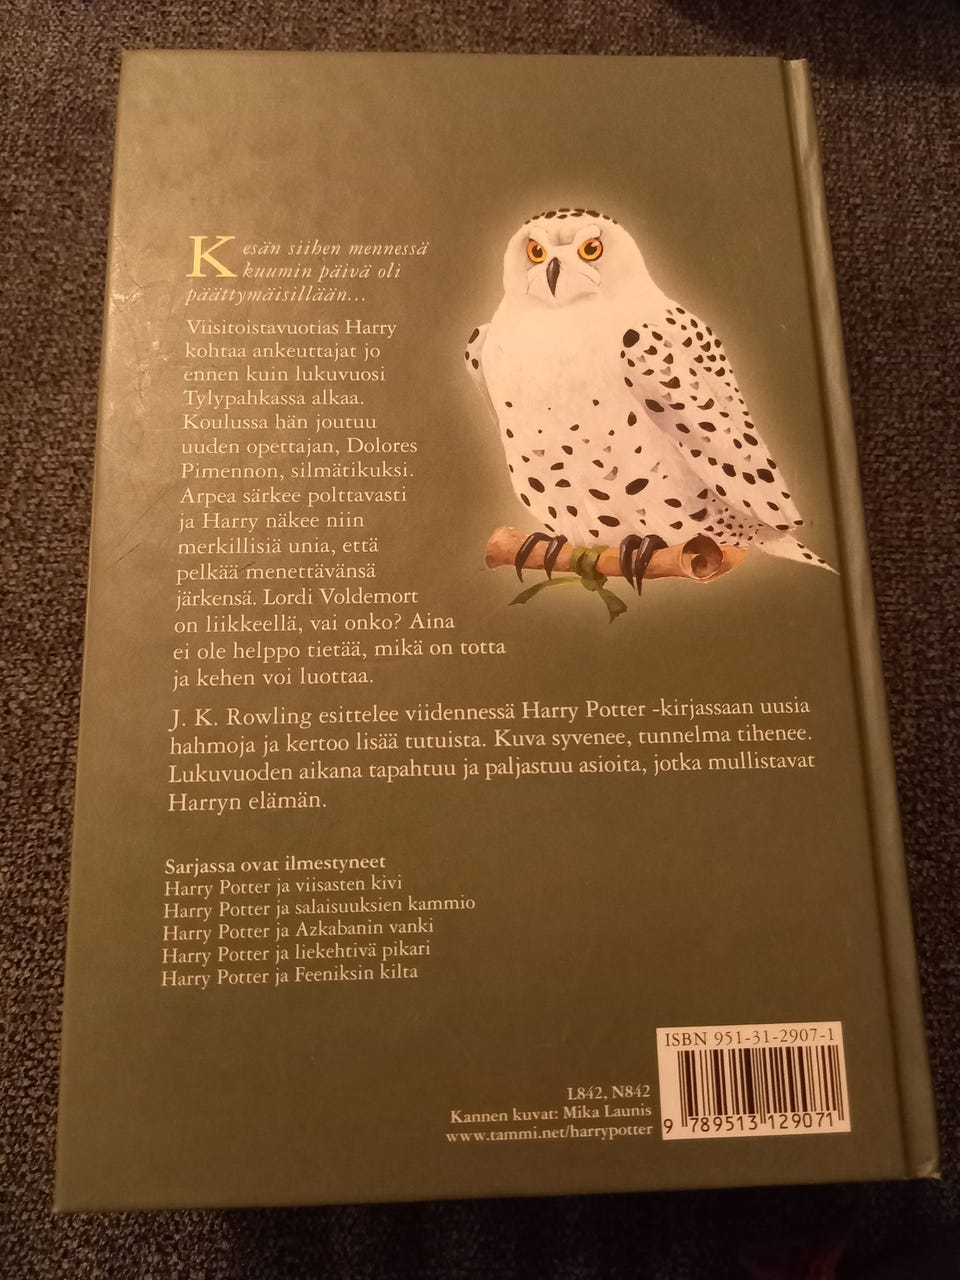 Kesän siihen mennessä
kuumin päivä oli
päättymäisillään...
Viisitoistavuotias Harry
kohtaa ankeuttajat jo
ennen kuin lukuvuosi
Tylypahkassa alkaa.
Koulussa hän joutuu
uuden opettajan, Dolores
Pimennon, silmätikuksi.
Arpea särkee polttavasti
ja Harry näkee niin
merkillisiä unia, että
pelkää menettävänsä
järkensä. Lordi Voldemort
on liikkeellä, vai onko? Aina
ei ole helppo tietää, mikä on totta
ja kehen voi luottaa.
J. K. Rowling esittelee viidennessä Harry Potter -kirjassaan uusia
hahmoja ja kertoo lisää tutuista. Kuva syvenee, tunnelma tihenee.
Lukuvuoden aikana tapahtuu ja paljastuu asioita, jotka mullistavat
Harryn elämän.
Sarjassa ovat ilmestyneet
Harry Potter ja viisasten kivi
Harry Potter ja salaisuuksien kammio
Harry Potter ja Azkabanin vanki
Harry Potter ja liekehtivä pikari
Harry Potter ja Feeniksin kilta
L842, N842
Kannen kuvat: Mika Launis
www.tammi.net/harrypotter
ISBN 951-31-2907-1
9 789513 129071